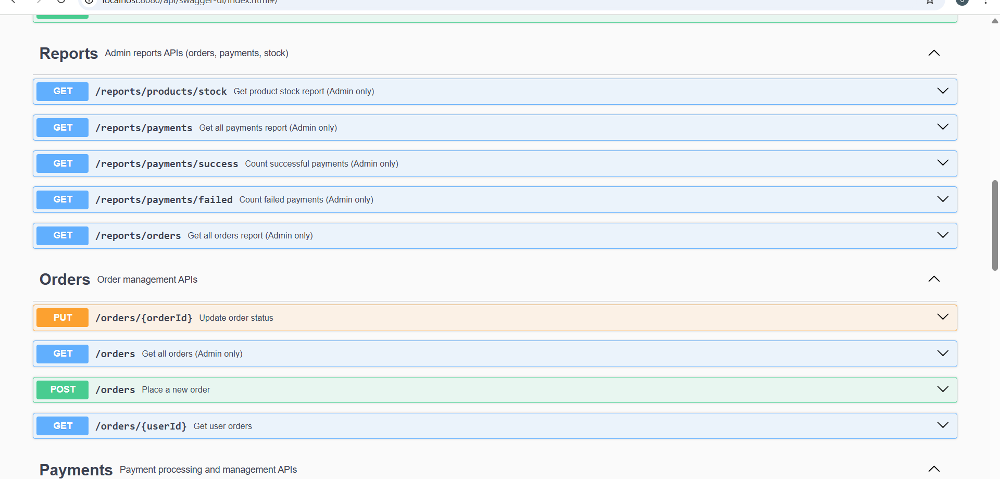 localhost:8080/api/swagger-ui/index.html#/
Reports Admin reports APIs (orders, payments, stock)
GET /reports/products/stock Get product stock report (Admin only)
GET /reports/payments Get all payments report (Admin only)
GET /reports/payments/success Count successful payments (Admin only)
GET /reports/payments/failed Count failed payments (Admin only)
GET /reports/orders Get all orders report (Admin only)
Orders Order management APIs
PUT /orders/{orderId} Update order status
GET /orders Get all orders (Admin only)
POST /orders Place a new order
GET /orders/{userId} Get user orders
Payments Payment processing and management APIs